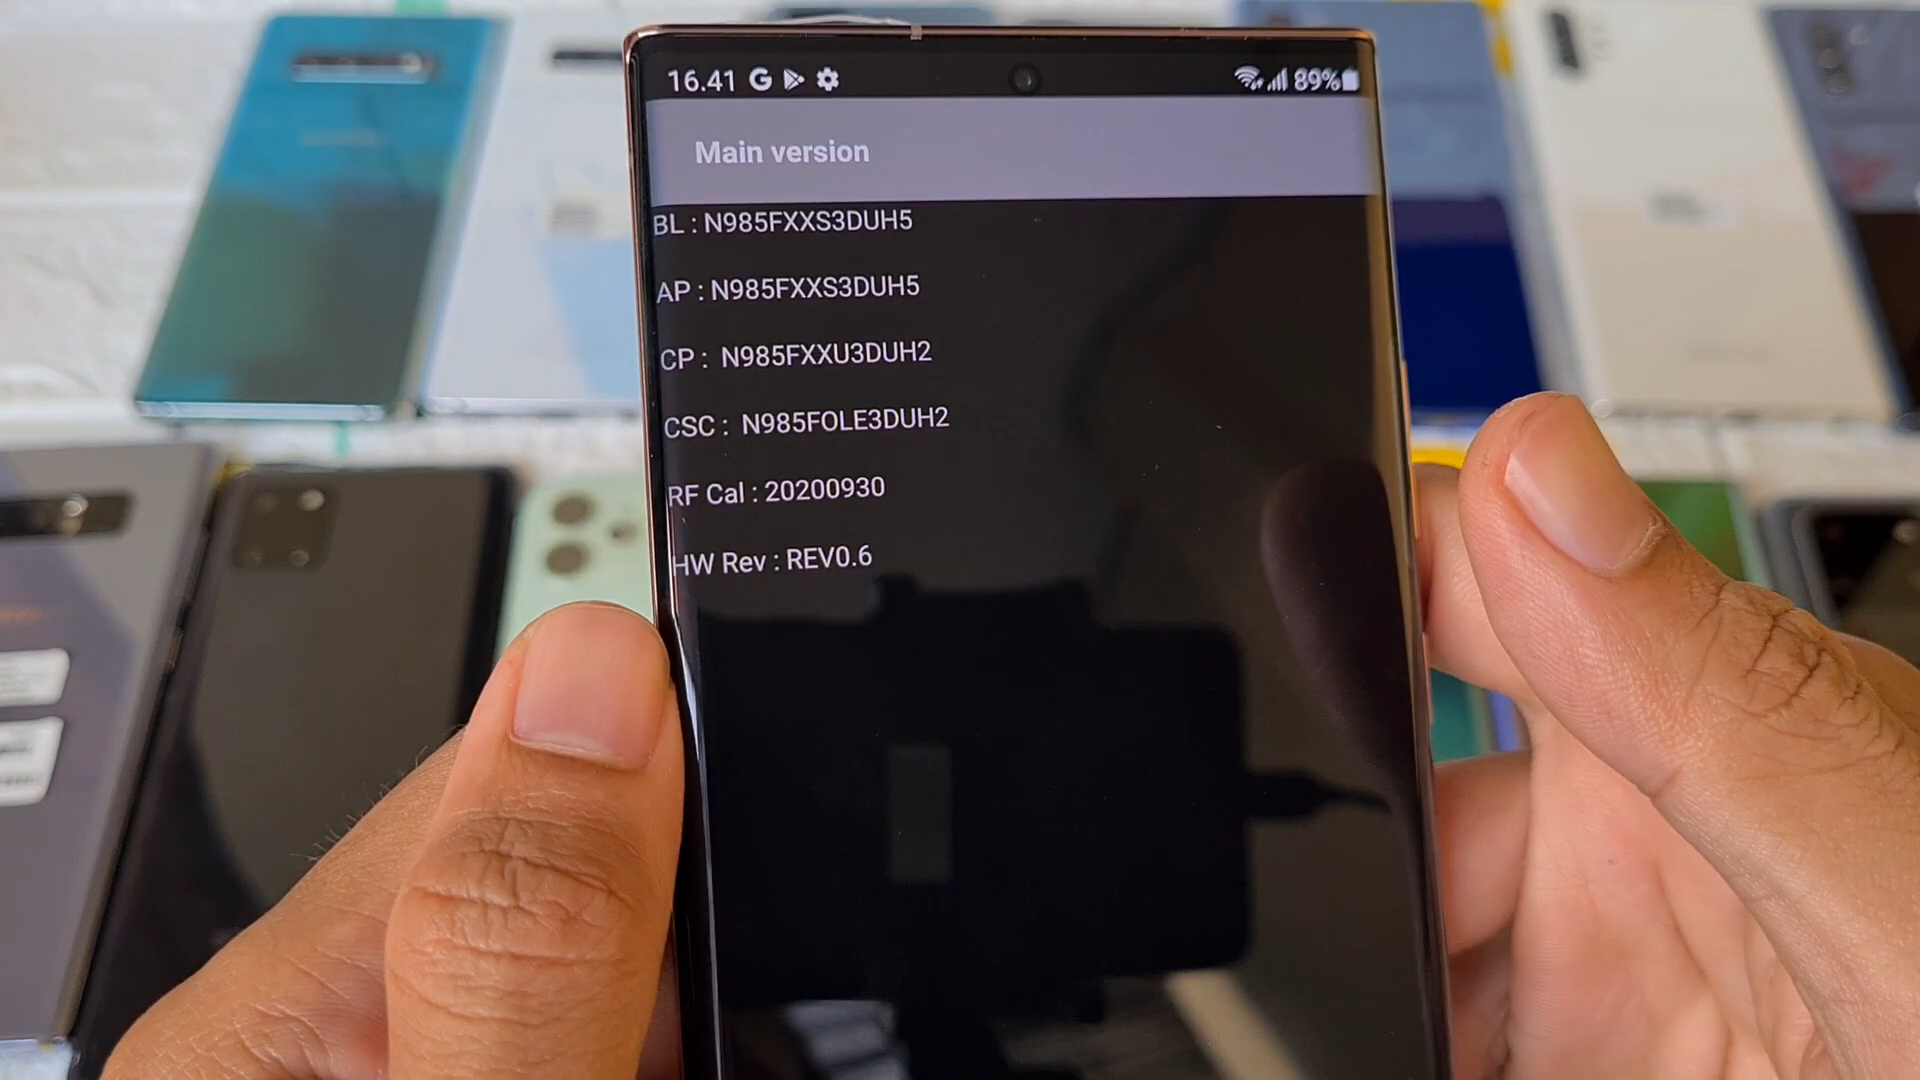 16.41 G 89%
Main version
BL : N985FXXS3DUH5
AP : N985FXXS3DUH5
CP : N985FXXU3DUH2
CSC : N985FOLE3DUH2
RF Cal : 20200930
HW Rev : REV0.6